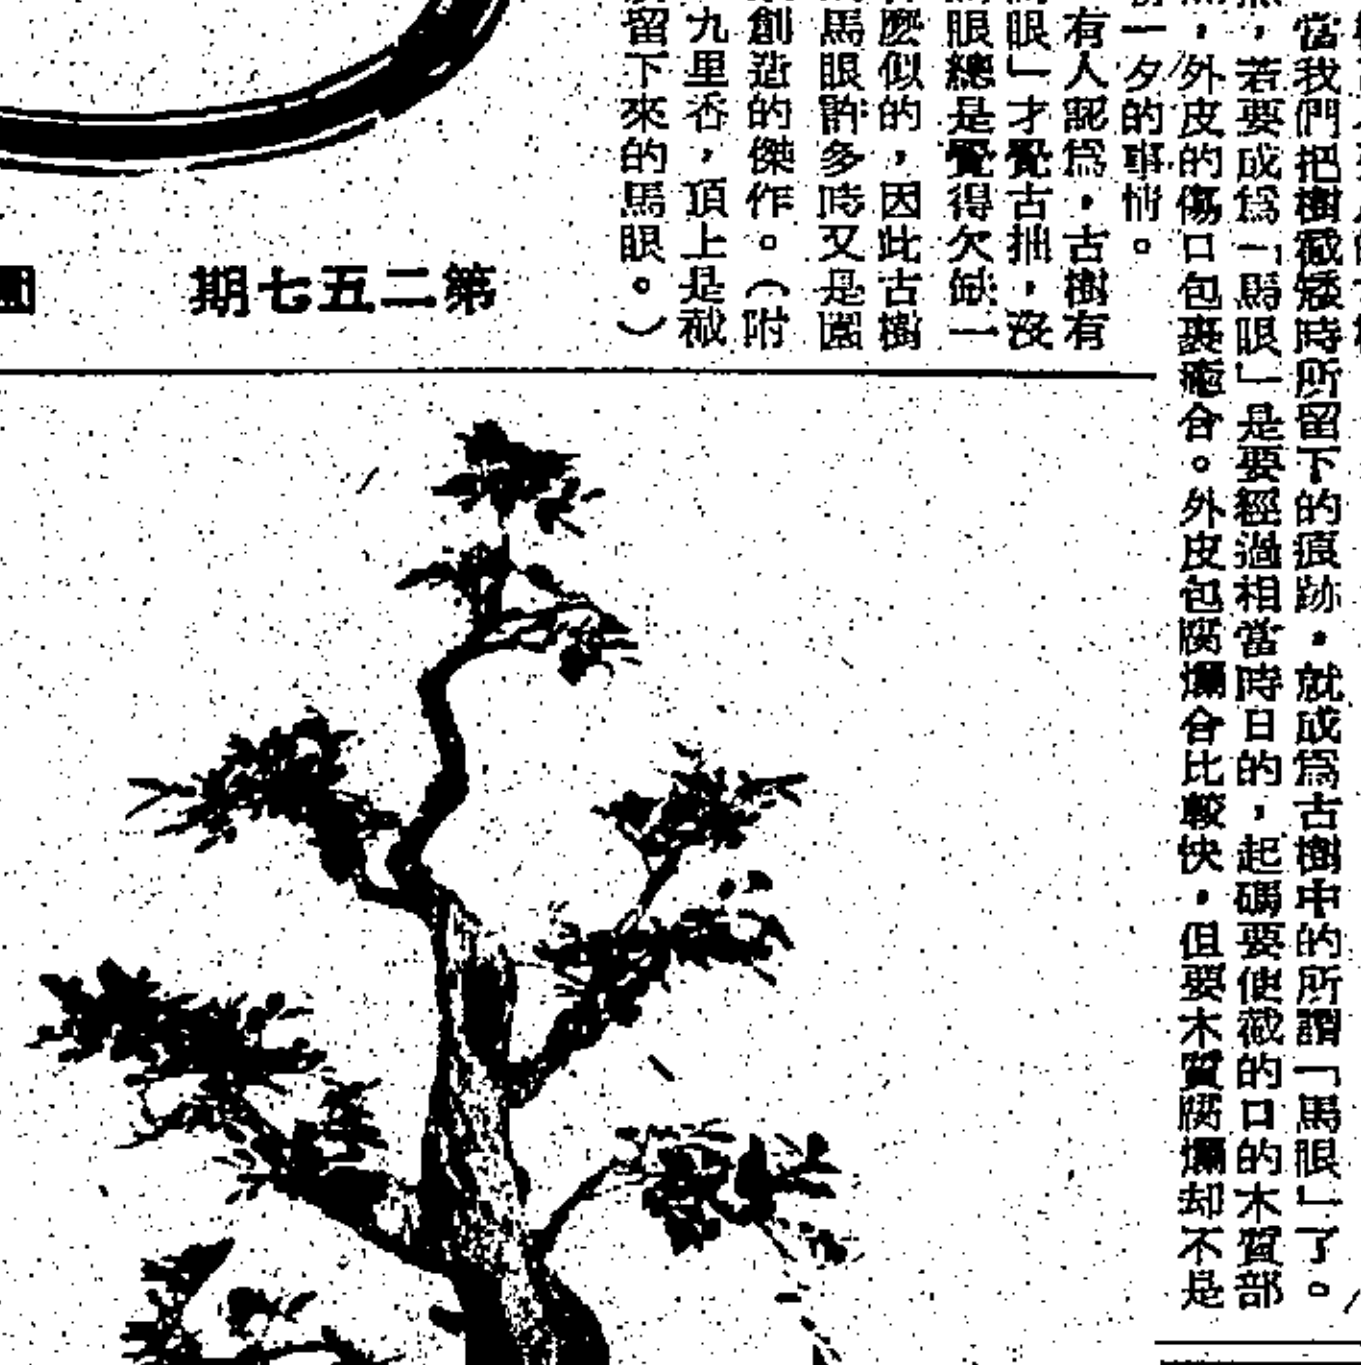 當我們把樹截矮時所留下的痕跡，就成爲古樹中的所謂「馬眼」了。
，若要成爲「馬眼」是要經過相當時日的，起碼要使截的口的木質部
，外皮的傷口包裹癒合。外皮包腐爛合比較快，但要木質腐爛却不是
一夕的事情。
有人認爲，古樹有
眼」才覺古拙，沒
眼總是覺得欠缺一
麽似的，因此古樹
馬眼許多時又是園
創造的傑作。（附
九里香，頂上是截
留下來的馬眼。）
第二五七期